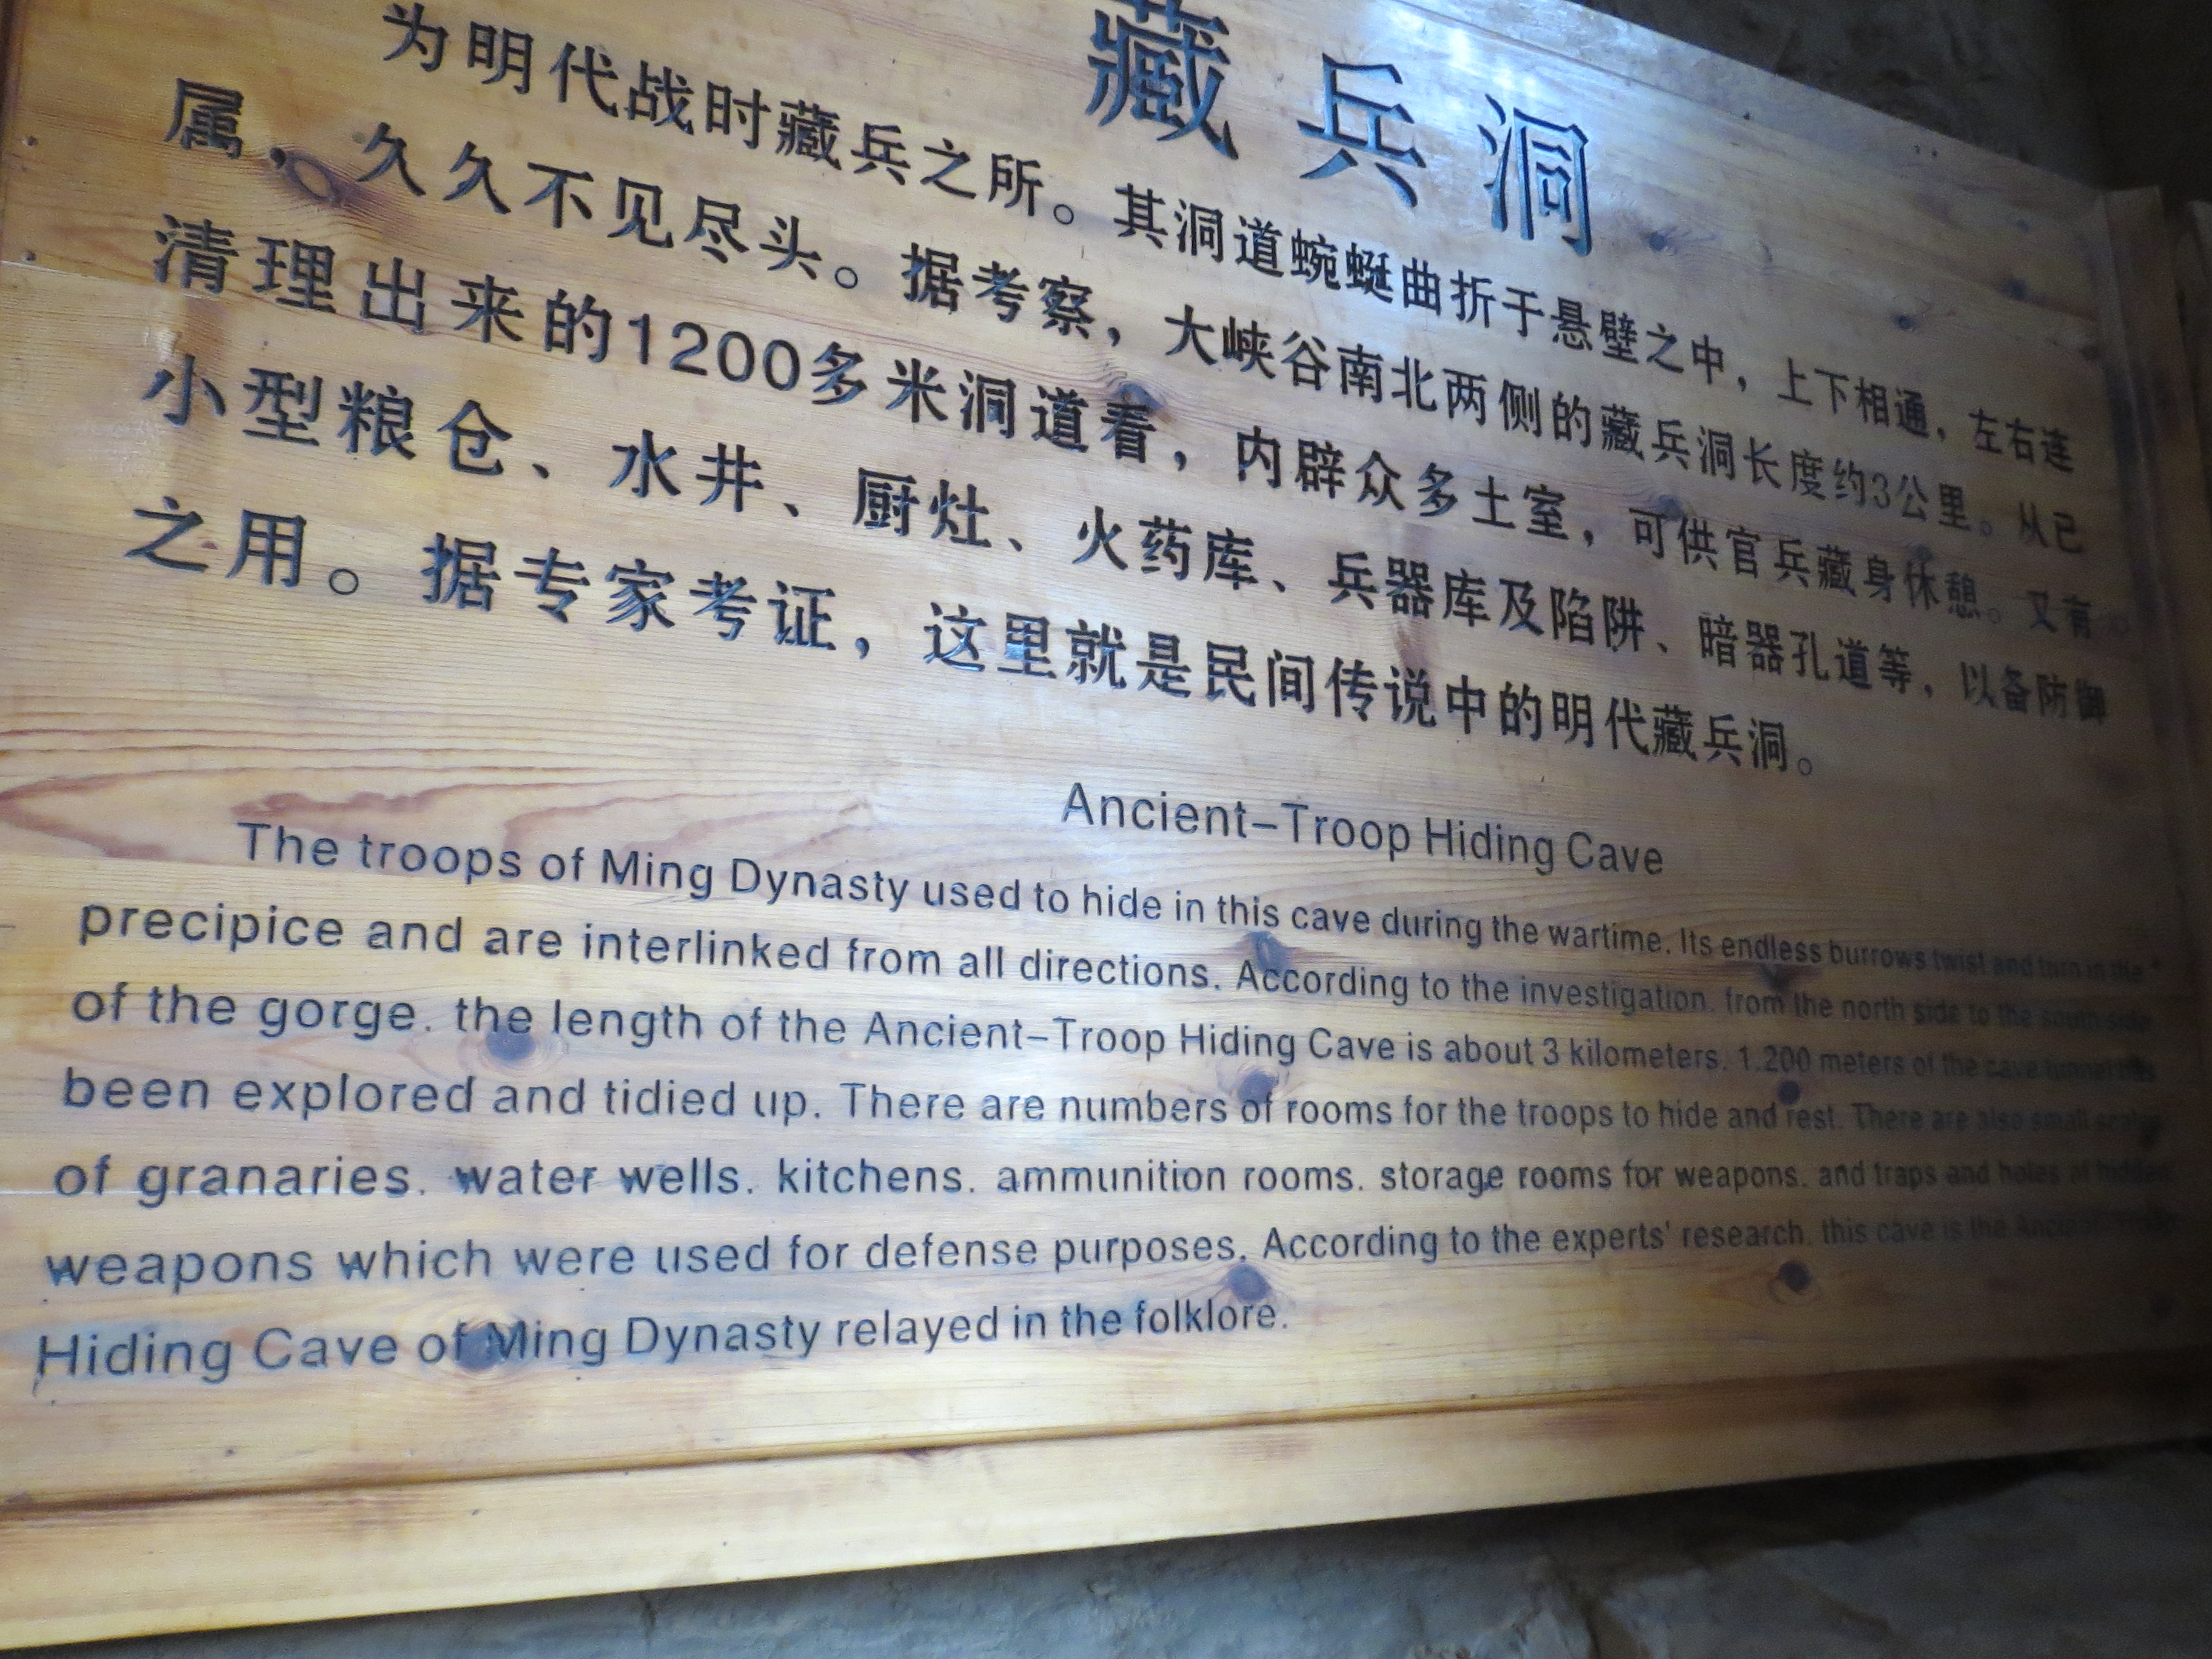 藏兵洞
为明代战时藏兵之所。其洞道蜿蜒曲折于悬壁之中，上下相通，左右连
属，久久不见尽头。据考察，大峡谷南北两侧的藏兵洞长度约3公里。从已
清理出来的1200多米洞道看，内辟众多土室，可供官兵藏身休憩。又有
小型粮仓、水井、厨灶、火药库、兵器库及陷阱、暗器孔道等，以备防御
之用。据专家考证，这里就是民间传说中的明代藏兵洞。
Ancient-Troop Hiding Cave
The troops of Ming Dynasty used to hide in this cave during the wartime. Its endless burrows twist and turn in the
precipice and are interlinked from all directions. According to the investigation. from the north side to the south side
of the gorge. the length of the Ancient-Troop Hiding Cave is about 3 kilometers. 1.200 meters of the cave tunnel has
been explored and tidied up. There are numbers of rooms for the troops to hide and rest. There are also small
of granaries. water wells. kitchens. ammunition rooms. storage rooms for weapons. and traps and holes of hidden
weapons which were used for defense purposes. According to the experts' research. this cave is the Ancient-Troop
Hiding Cave of Ming Dynasty relayed in the folklore.